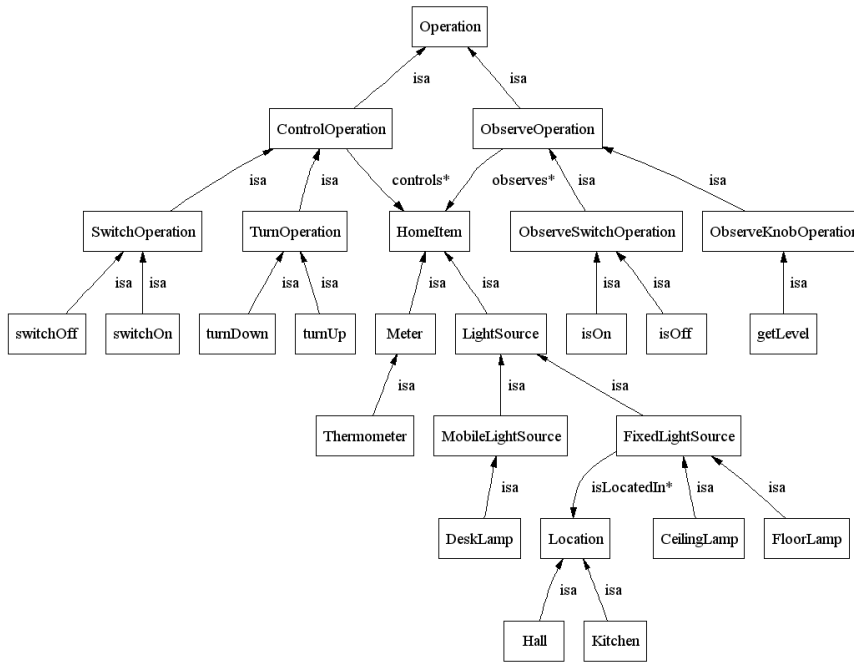 Operation
isa isa
ControlOperation ObserveOperation
isa isa controls* observes* isa isa
SwitchOperation TurnOperation HomeItem ObserveSwitchOperation ObserveKnobOperation
isa isa isa isa isa isa isa isa isa
switchOff switchOn turnDown turnUp Meter LightSource isOn isOff getLevel
isa isa isa
Thermometer MobileLightSource FixedLightSource
isa isLocatedIn* isa isa
DeskLamp Location CeilingLamp FloorLamp
isa isa
Hall Kitchen